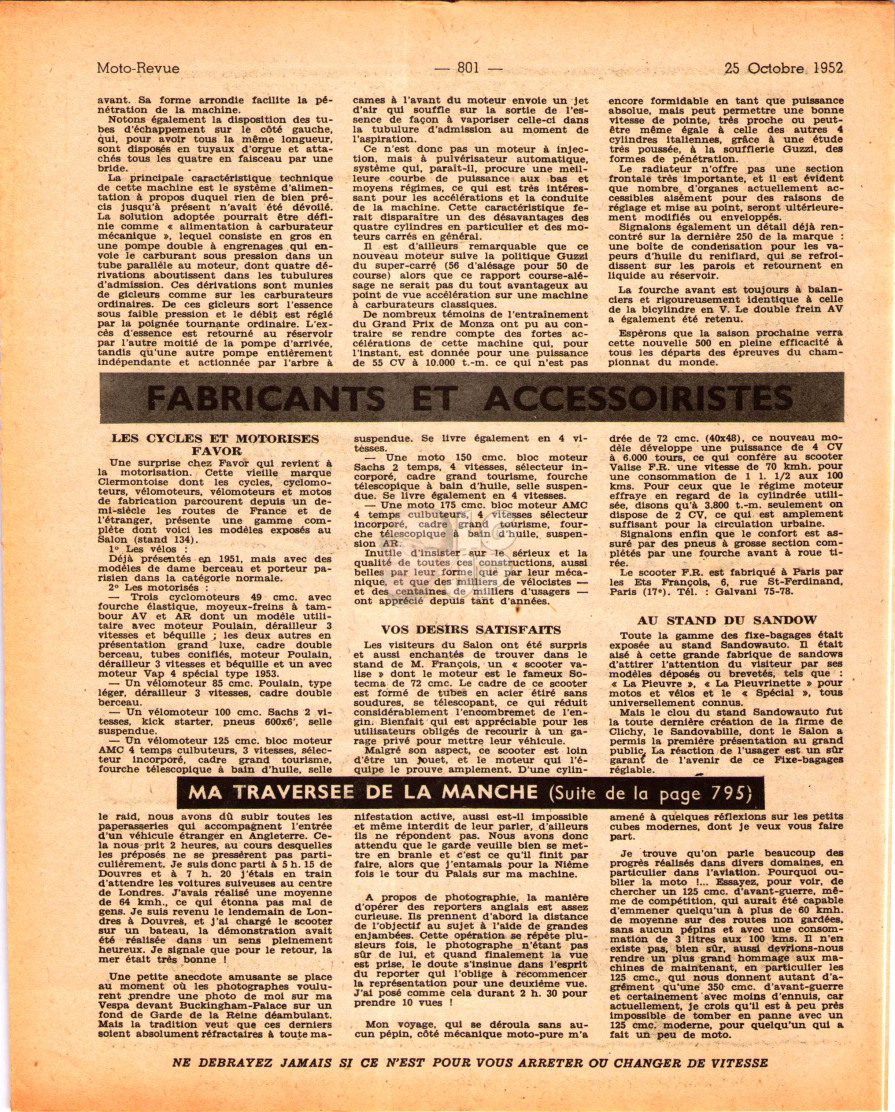 Moto-Revue
— 801 —
25 Octobre 1952
avant. Sa forme arrondie facilite la pé-
nétration de la machine.
Notons également la disposition des tu-
bes d'échappement sur le côté gauche,
qui, pour avoir tous la même longueur,
sont disposés en tuyaux d'orgue et atta-
chés tous les quatre en faisceau par une
bride.
La principale caractéristique technique
de cette machine est le système d'alimen-
tation à propos duquel rien de bien pré-
cis jusqu'à présent n'avait été dévoilé.
La solution adoptée pourrait être défi-
nie comme « alimentation à carburateur
mécanique », lequel consiste en gros en
une pompe double à engrenages qui en-
voie le carburant sous pression dans un
tube parallèle au moteur, dont quatre dé-
rivations aboutissent dans les tubulures
d'admission. Ces dérivations sont munies
de gicleurs comme sur les carburateurs
ordinaires. De ces gicleurs sort l'essence
sous faible pression et le débit est réglé
par la poignée tournante ordinaire. L'ex-
cès d'essence est retourné au réservoir
par l'autre moitié de la pompe d'arrivée,
tandis qu'une autre pompe entièrement
indépendante et actionnée par l'arbre à
cames à l'avant du moteur envoie un jet
d'air qui souffle sur la sortie de l'es-
sence de façon à vaporiser celle-ci dans
la tubulure d'admission au moment de
l'aspiration.
Ce n'est donc pas un moteur à injec-
tion, mais à pulvérisateur automatique,
système qui, paraît-il, procure une meil-
leure courbe de puissance aux bas et
moyens régimes, ce qui est très intéres-
sant pour les accélérations et la conduite
de la machine. Cette caractéristique fe-
rait disparaître un des désavantages des
quatre cylindres en particulier et des mo-
teurs carrés en général.
Il est d'ailleurs remarquable que ce
nouveau moteur suive la politique Guzzi
du super-carré (56 d'alésage pour 50 de
course) alors que ce rapport course-alé-
sage ne serait pas du tout avantageux au
point de vue accélération sur une machine
à carburateurs classiques.
De nombreux témoins de l'entraînement
du Grand Prix de Monza ont pu au con-
traire se rendre compte des fortes ac-
célérations de cette machine qui, pour
l'instant, est donnée pour une puissance
de 55 CV à 10.000 t.-m. ce qui n'est pas
encore formidable en tant que puissance
absolue, mais peut permettre une bonne
vitesse de pointe, très proche ou peut-
être même égale à celle des autres 4
cylindres italiennes, grâce à une étude
très poussée, à la soufflerie Guzzi, des
formes de pénétration.
Le radiateur n'offre pas une section
frontale très importante, et il est évident
que nombre d'organes actuellement ac-
cessibles aisément pour des raisons de
réglage et mise au point, seront ultérieure-
ment modifiés ou enveloppés.
Signalons également un détail déjà ren-
contré sur la dernière 250 de la marque :
une boîte de condensation pour les va-
peurs d'huile du reniflard, qui se refroi-
dissent sur les parois et retournent en
liquide au réservoir.
La fourche avant est toujours à balan-
ciers et rigoureusement identique à celle
de la bicylindre en V. Le double frein AV
a également été retenu.
Espérons que la saison prochaine verra
cette nouvelle 500 en pleine efficacité à
tous les départs des épreuves du cham-
pionnat du monde.
FABRICANTS ET ACCESSOIRISTES
LES CYCLES ET MOTORISES
FAVOR
Une surprise chez Favor qui revient à
la motorisation. Cette vieille marque
Clermontoise dont les cycles, cyclomo-
teurs, vélomoteurs, vélomoteurs et motos
de fabrication parcourent depuis un de-
mi-siècle les routes de France et de
l'étranger, présente une gamme com-
plète dont voici les modèles exposés au
Salon (stand 134).
1° Les vélos :
Déjà présentés en 1951, mais avec des
modèles de dame berceau et porteur pa-
risien dans la catégorie normale.
2° Les motorisés :
— Trois cyclomoteurs 49 cmc. avec
fourche élastique, moyeux-freins à tam-
bour AV et AR dont un modèle utili-
taire avec moteur Poulain, dérailleur 3
vitesses et béquille ; les deux autres en
présentation grand luxe, cadre double
berceau, tubes conifiés, moteur Poulain,
dérailleur 3 vitesses et béquille et un avec
moteur Vap 4 spécial type 1953.
— Un vélomoteur 85 cmc. Poulain, type
léger, dérailleur 3 vitesses, cadre double
berceau.
— Un vélomoteur 100 cmc. Sachs 2 vi-
tesses, kick starter, pneus 600x6', selle
suspendue.
— Un vélomoteur 125 cmc. bloc moteur
AMC 4 temps culbuteurs, 3 vitesses, sélec-
teur incorporé, cadre grand tourisme,
fourche télescopique à bain d'huile, selle
suspendue. Se livre également en 4 vi-
tesses.
— Une moto 150 cmc. bloc moteur
Sachs 2 temps, 4 vitesses, sélecteur in-
corporé, cadre grand tourisme, fourche
télescopique à bain d'huile, selle suspen-
due. Se livre également en 4 vitesses.
— Une moto 175 cmc. bloc moteur AMC
4 temps culbuteurs, 4 vitesses sélecteur
incorporé, cadre grand tourisme, four-
che télescopique à bain d'huile, suspen-
sion AR.
Inutile d'insister sur le sérieux et la
qualité de toutes ces constructions, aussi
belles par leur forme que par leur méca-
nique, et que des milliers de vélocistes —
et des centaines de milliers d'usagers —
ont apprécié depuis tant d'années.
VOS DESIRS SATISFAITS
Les visiteurs du Salon ont été surpris
et aussi enchantés de trouver dans le
stand de M. François, un « scooter va-
lise » dont le moteur est le fameux So-
tecma de 72 cmc. Le cadre de ce scooter
est formé de tubes en acier étiré sans
soudures, se télescopant, ce qui réduit
considérablement l'encombrement de l'en-
gin. Bienfait qui est appréciable pour les
utilisateurs obligés de recourir à un ga-
rage privé pour mettre leur véhicule.
Malgré son aspect, ce scooter est loin
d'être un jouet, et le moteur qui l'é-
quipe le prouve amplement. D'une cylin-
drée de 72 cmc. (40x48), ce nouveau mo-
dèle développe une puissance de 4 CV
à 6.000 tours, ce qui confère au scooter
Valise F.R. une vitesse de 70 kmh. pour
une consommation de 1 l. 1/2 aux 100
kms. Pour ceux que le régime moteur
effraye en regard de la cylindrée utili-
sée, disons qu'à 3.800 t.-m. seulement on
dispose de 2 CV, ce qui est amplement
suffisant pour la circulation urbaine.
Signalons enfin que le confort est as-
suré par des pneus à grosse section com-
plétés par une fourche avant à roue ti-
rée.
Le scooter F.R. est fabriqué à Paris par
les Ets François, 6, rue St-Ferdinand,
Paris (17e). Tél. : Galvani 75-78.
AU STAND DU SANDOW
Toute la gamme des fixe-bagages était
exposée au stand Sandowauto. Il était
aisé à cette grande fabrique de sandows
d'attirer l'attention du visiteur par ses
modèles déposés ou brevetés, tels que :
« La Pieuvre », « La Pieuvrinette » pour
motos et vélos et le « Spécial », tous
universellement connus.
Mais le clou du stand Sandowauto fut
la toute dernière création de la firme de
Clichy, le Sandovabille, dont le Salon a
permis la première présentation au grand
public. La réaction de l'usager est un sûr
garant de l'avenir de ce Fixe-bagages
réglable.
MA TRAVERSEE DE LA MANCHE (Suite de la page 795)
le raid, nous avons dû subir toutes les
paperasseries qui accompagnent l'entrée
d'un véhicule étranger en Angleterre. Ce-
la nous prit 2 heures, au cours desquelles
les préposés ne se pressèrent pas parti-
culièrement. Je suis donc parti à 5 h. 15 de
Douvres et à 7 h. 20 j'étais en train
d'attendre les voitures suiveuses au centre
de Londres. J'avais réalisé une moyenne
de 64 kmh., ce qui étonna pas mal de
gens. Je suis revenu le lendemain de Lon-
dres à Douvres, et j'ai chargé le scooter
sur un bateau, la démonstration avait
été réalisée dans un sens pleinement
heureux. Je signale que pour le retour, la
mer était très bonne !
Une petite anecdote amusante se place
au moment où les photographes voulu-
rent prendre une photo de moi sur ma
Vespa devant Buckingham-Palace sur un
fond de Garde de la Reine déambulant.
Mais la tradition veut que ces derniers
soient absolument réfractaires à toute ma-
nifestation active, aussi est-il impossible
et même interdit de leur parler, d'ailleurs
ils ne répondent pas. Nous avons donc
attendu que le garde veuille bien se met-
tre en branle et c'est ce qu'il finit par
faire, alors que j'entamais pour la Nième
fois le tour du Palais sur ma machine.
A propos de photographie, la manière
d'opérer des reporters anglais est assez
curieuse. Ils prennent d'abord la distance
de l'objectif au sujet à l'aide de grandes
enjambées. Cette opération se répète plu-
sieurs fois, le photographe n'étant pas
sûr de lui, et quand finalement la vue
est prise, le doute s'insinue dans l'esprit
du reporter qui l'oblige à recommencer
la représentation pour une deuxième vue.
J'ai posé comme cela durant 2 h. 30 pour
prendre 10 vues !
Mon voyage, qui se déroula sans au-
cun pépin, côté mécanique moto-pure m'a
amené à quelques réflexions sur les petits
cubes modernes, dont je veux vous faire
part.
Je trouve qu'on parle beaucoup des
progrès réalisés dans divers domaines, en
particulier dans l'aviation. Pourquoi ou-
blier la moto !... Essayez, pour voir, de
chercher un 125 cmc. d'avant-guerre, mê-
me de compétition, qui aurait été capable
d'emmener quelqu'un à plus de 60 kmh.
de moyenne sur des routes non gardées,
sans aucun pépins et avec une consom-
mation de 3 litres aux 100 kms. Il n'en
existe pas, bien sûr, aussi devrions-nous
rendre un plus grand hommage aux ma-
chines de maintenant, en particulier les
125 cmc., qui nous donnent autant d'a-
grément qu'une 350 cmc. d'avant-guerre
et certainement avec moins d'ennuis, car
actuellement, je crois qu'il est à peu près
impossible de tomber en panne avec un
125 cmc. moderne, pour quelqu'un qui a
fait un peu de moto.
NE DEBRAYEZ JAMAIS SI CE N'EST POUR VOUS ARRETER OU CHANGER DE VITESSE